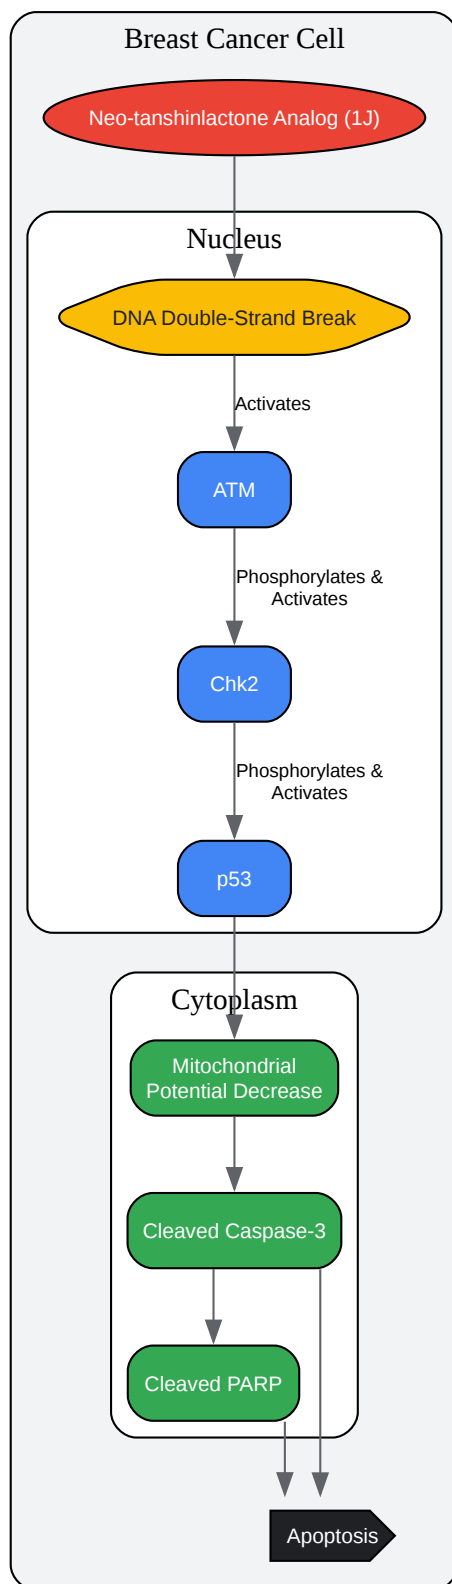 Breast Cancer Cell
Neo-tanshinlactone Analog (1J)
Nucleus
DNA Double-Strand Break
Activates
ATM
Phosphorylates &
Activates
Chk2
Phosphorylates &
Activates
p53
Cytoplasm
Mitochondrial
Potential Decrease
Cleaved Caspase-3
Cleaved PARP
Apoptosis